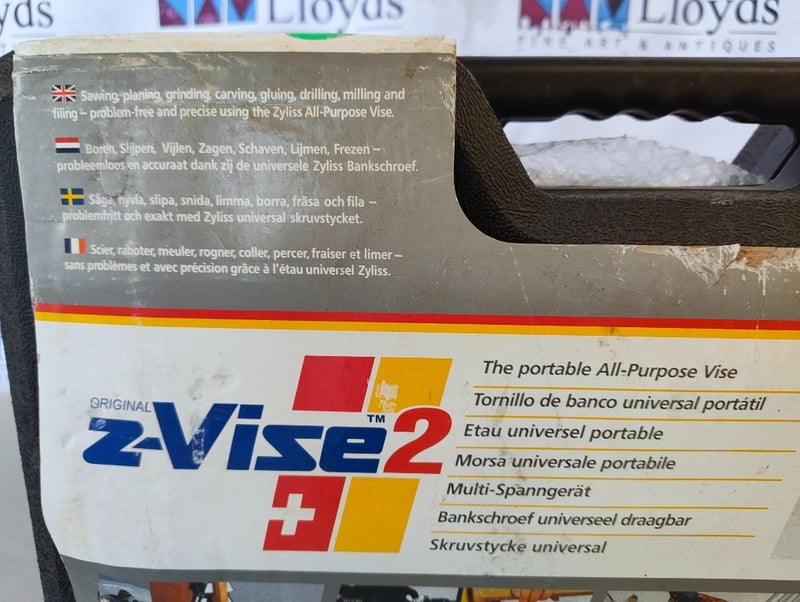 Lloyds
Lloyds
FINE ART & ANTIQUES
Sawing, planing, grinding, carving, gluing, drilling, milling and
filing – problem-free and precise using the Zyliss All-Purpose Vise.
Boren, Slijpen, Vijlen, Zagen, Schaven, Lijmen, Frezen –
probleemloos en accuraat dank zij de universele Zyliss Bankschroef.
Såga, hyvla, slipa, snida, limma, borra, fräsa och fila –
problemfritt och exakt med Zyliss universal skruvstycket.
Scier, raboter, meuler, rogner, coller, percer, fraiser et limer –
sans problèmes et avec précision grâce à l'étau universel Zyliss.
ORIGINAL
z-Vise™2
The portable All-Purpose Vise
Tornillo de banco universal portátil
Etau universel portable
Morsa universale portabile
Multi-Spanngerät
Bankschroef universeel draagbar
Skruvstycke universal